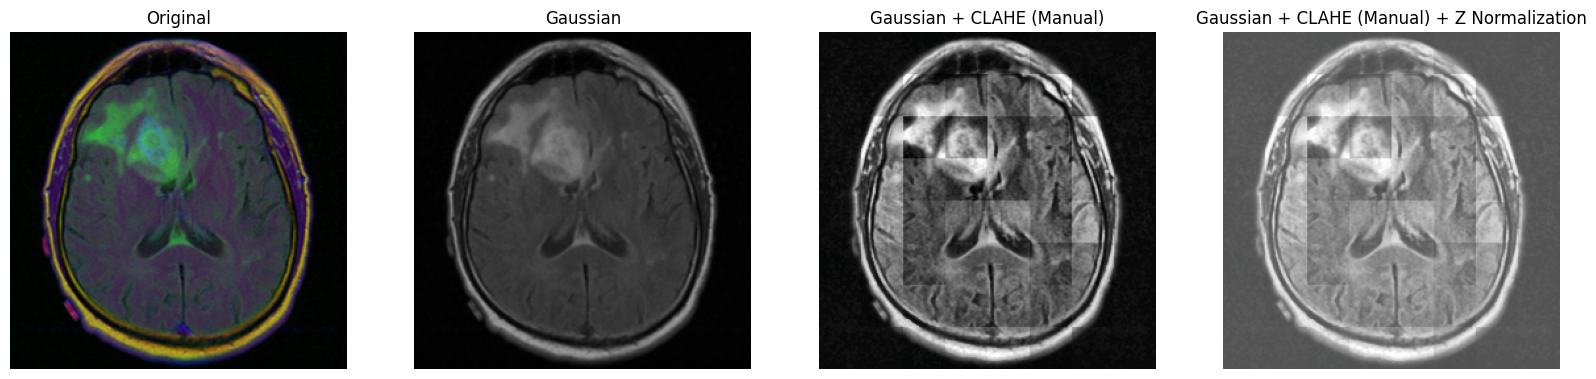 Original
Gaussian
Gaussian + CLAHE (Manual)
Gaussian + CLAHE (Manual) + Z Normalization